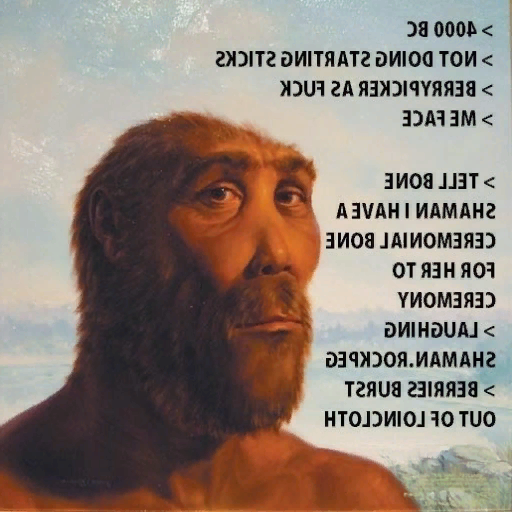 > 4000 BC
> NOT DOING STARTING STICKS
> BERRYPICKER AS FUCK
> ME FACE
> TELL BONE
SHAMAN I HAVE A
CEREMONIAL BONE
FOR HER TO
CEREMONY
> LAUGHING
SHAMAN.ROCKPEG
> BERRIES BURST
OUT OF LOINCLOTH